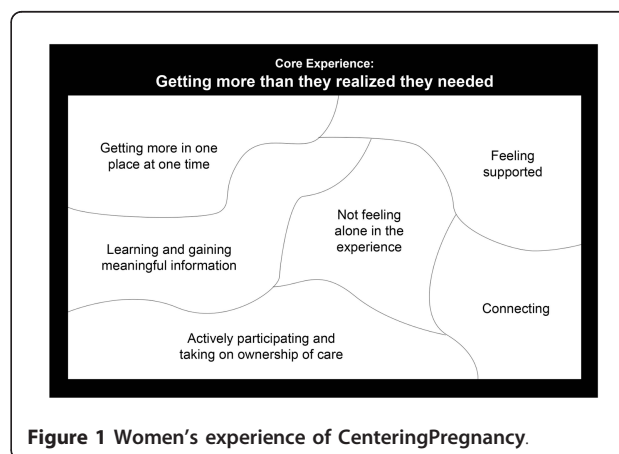 Core Experience:
Getting more than they realized they needed
Getting more in one
place at one time
Feeling
supported
Not feeling
alone in the
experience
Learning and gaining
meaningful information
Connecting
Actively participating and
taking on ownership of care
Figure 1 Women's experience of CenteringPregnancy.